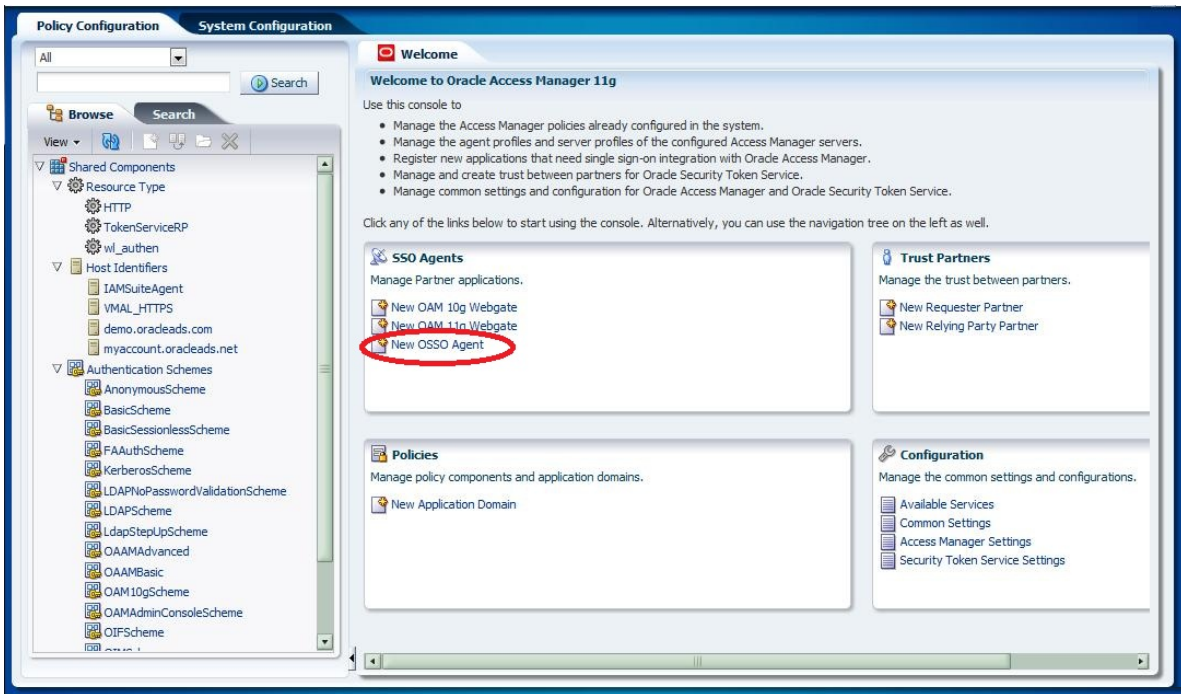 Policy Configuration
System Configuration
All
Search
Browse
Search
View
Shared Components
Resource Type
HTTP
TokenServiceRP
wl_authen
Host Identifiers
IAMSuiteAgent
VMAL_HTTPS
demo.oracleads.com
myaccount.oracleads.net
Authentication Schemes
AnonymousScheme
BasicScheme
BasicSessionlessScheme
FAAuthScheme
KerberosScheme
LDAPNoPasswordValidationScheme
LDAPScheme
LdapStepUpScheme
OAAMAdvanced
OAAMBasic
OAM10gScheme
OAMAdminConsoleScheme
OIFScheme
Welcome
Welcome to Oracle Access Manager 11g
Use this console to
• Manage the Access Manager policies already configured in the system.
• Manage the agent profiles and server profiles of the configured Access Manager servers.
• Register new applications that need single sign-on integration with Oracle Access Manager.
• Manage and create trust between partners for Oracle Security Token Service.
• Manage common settings and configuration for Oracle Access Manager and Oracle Security Token Service.
Click any of the links below to start using the console. Alternatively, you can use the navigation tree on the left as well.
SSO Agents
Manage Partner applications.
New OAM 10g Webgate
New OAM 11g Webgate
New OSSO Agent
Trust Partners
Manage the trust between partners.
New Requester Partner
New Relying Party Partner
Policies
Manage policy components and application domains.
New Application Domain
Configuration
Manage the common settings and configurations.
Available Services
Common Settings
Access Manager Settings
Security Token Service Settings